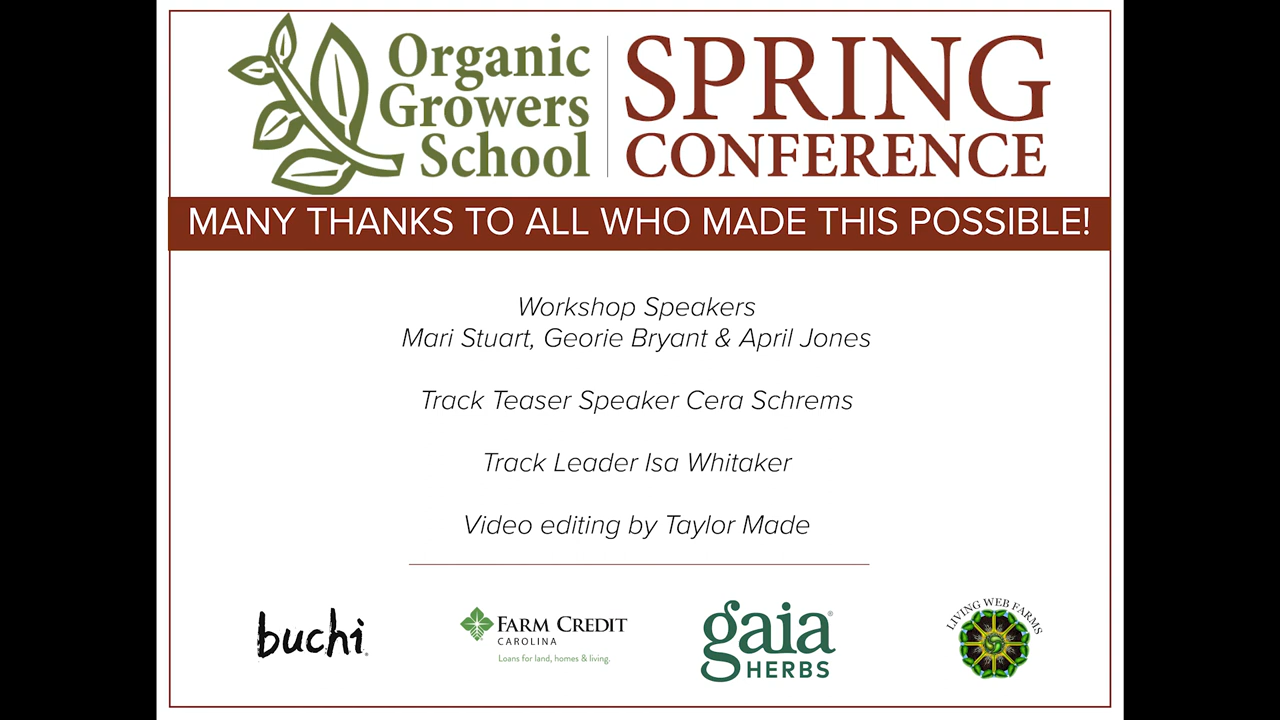 Organic
Growers
School
SPRING
CONFERENCE
MANY THANKS TO ALL WHO MADE THIS POSSIBLE!
Workshop Speakers
Mari Stuart, Georie Bryant & April Jones
Track Teaser Speaker Cera Schrems
Track Leader Isa Whitaker
Video editing by Taylor Made
buchi®
FARM CREDIT
CAROLINA
Loans for land, homes & living.
gaia®
HERBS
LIVING WEB FARMS